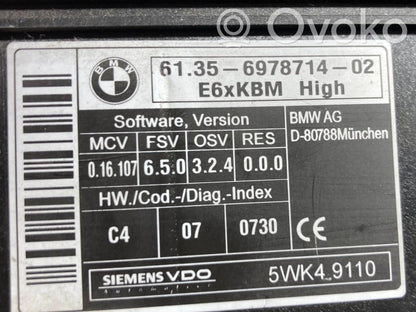 Ovoko
BMW
61.35 - 6978714 - 02
E6xKBM High
Software, Version
BMW AG
MCV FSV OSV RES
D-80788München
0.16.107 6.5.0 3.2.4 0.0.0
HW./Cod.-/Diag.-Index
C4 07 0730 CE
SIEMENS VDO
Automotive
5WK4 9110